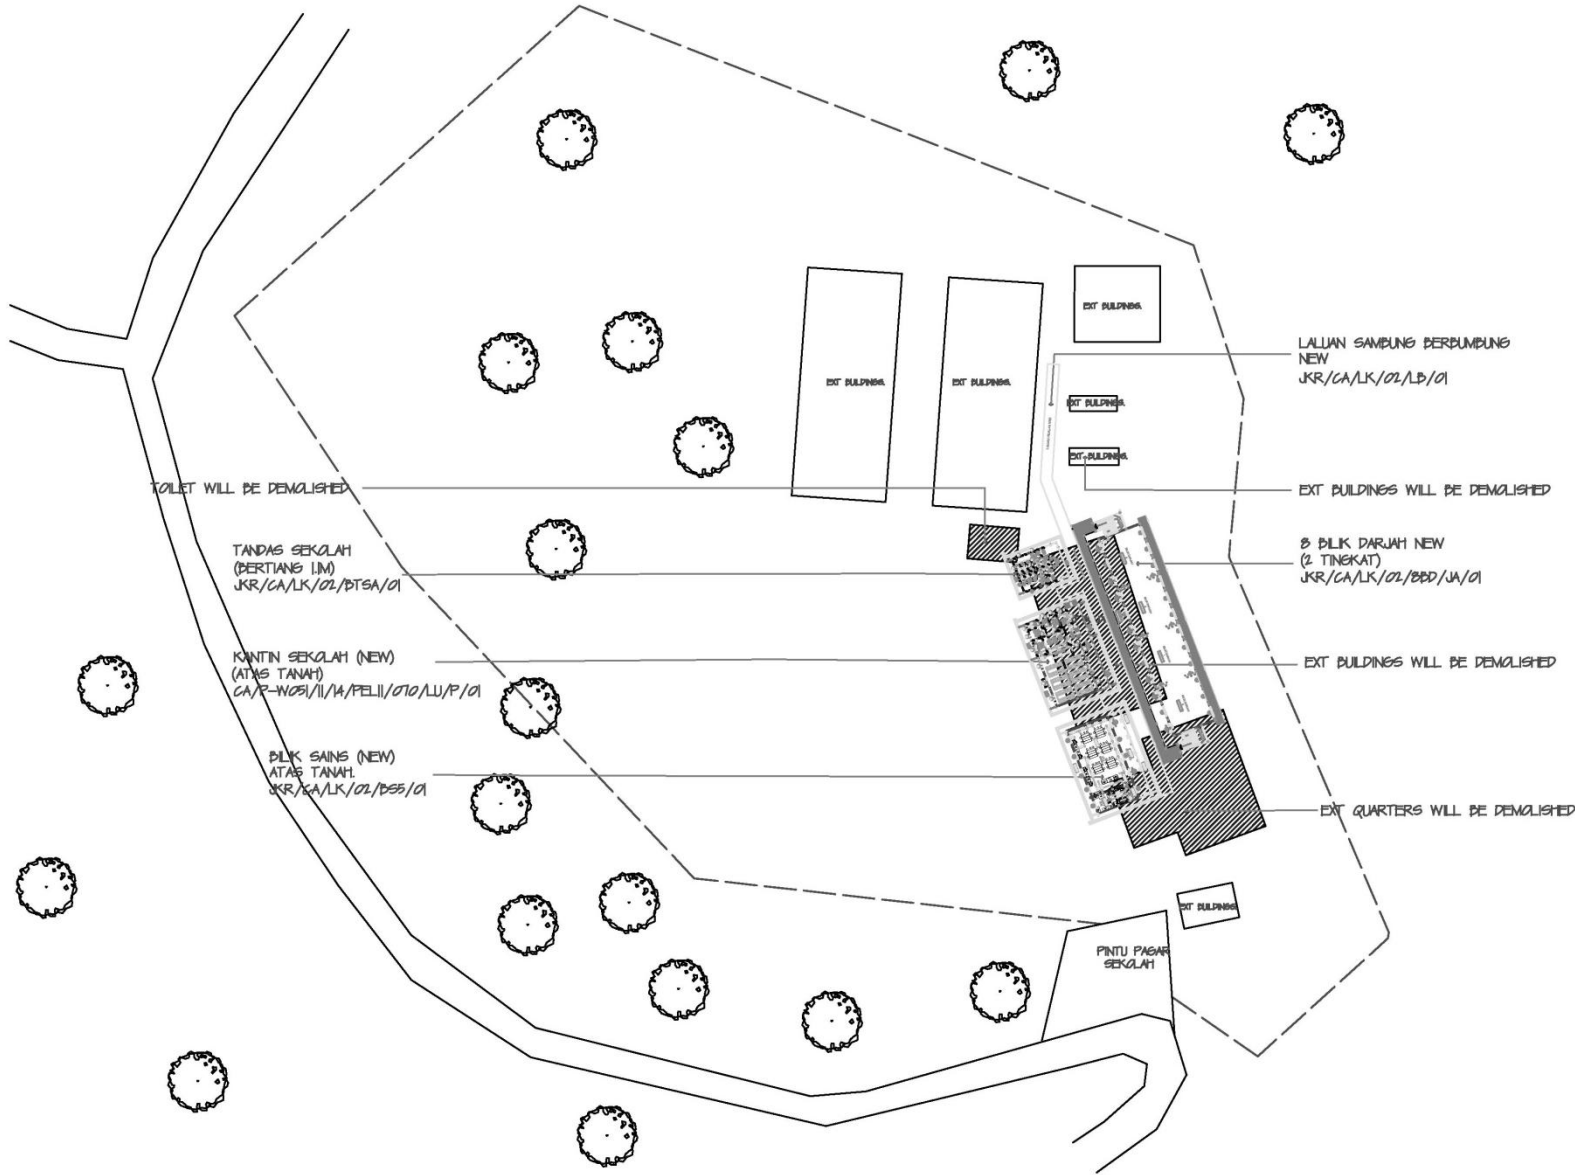 EXT BUILDINGS.
LALUAN SAMBUNG BERBUMBUNG
NEW
JKR/CA/LK/02/LB/01
EXT BUILDINGS.
EXT BUILDINGS.
EXT BUILDINGS.
EXT BUILDINGS.
TOILET WILL BE DEMOLISHED
EXT BUILDINGS WILL BE DEMOLISHED
TANDAS SEKOLAH
(BERTIANG 1.1M)
JKR/CA/LK/02/BTSA/01
8 BILIK DARJAH NEW
(2 TINGKAT)
JKR/CA/LK/02/8BD/JA/01
KANTIN SEKOLAH (NEW)
(ATAS TANAH)
CA/P-W051/11/14/PEL11/070/LU/P/01
EXT BUILDINGS WILL BE DEMOLISHED
BILIK SAINS (NEW)
ATAS TANAH.
JKR/CA/LK/02/BS5/01
EXT QUARTERS WILL BE DEMOLISHED
EXT BUILDINGS.
PINTU PAGAR
SEKOLAH